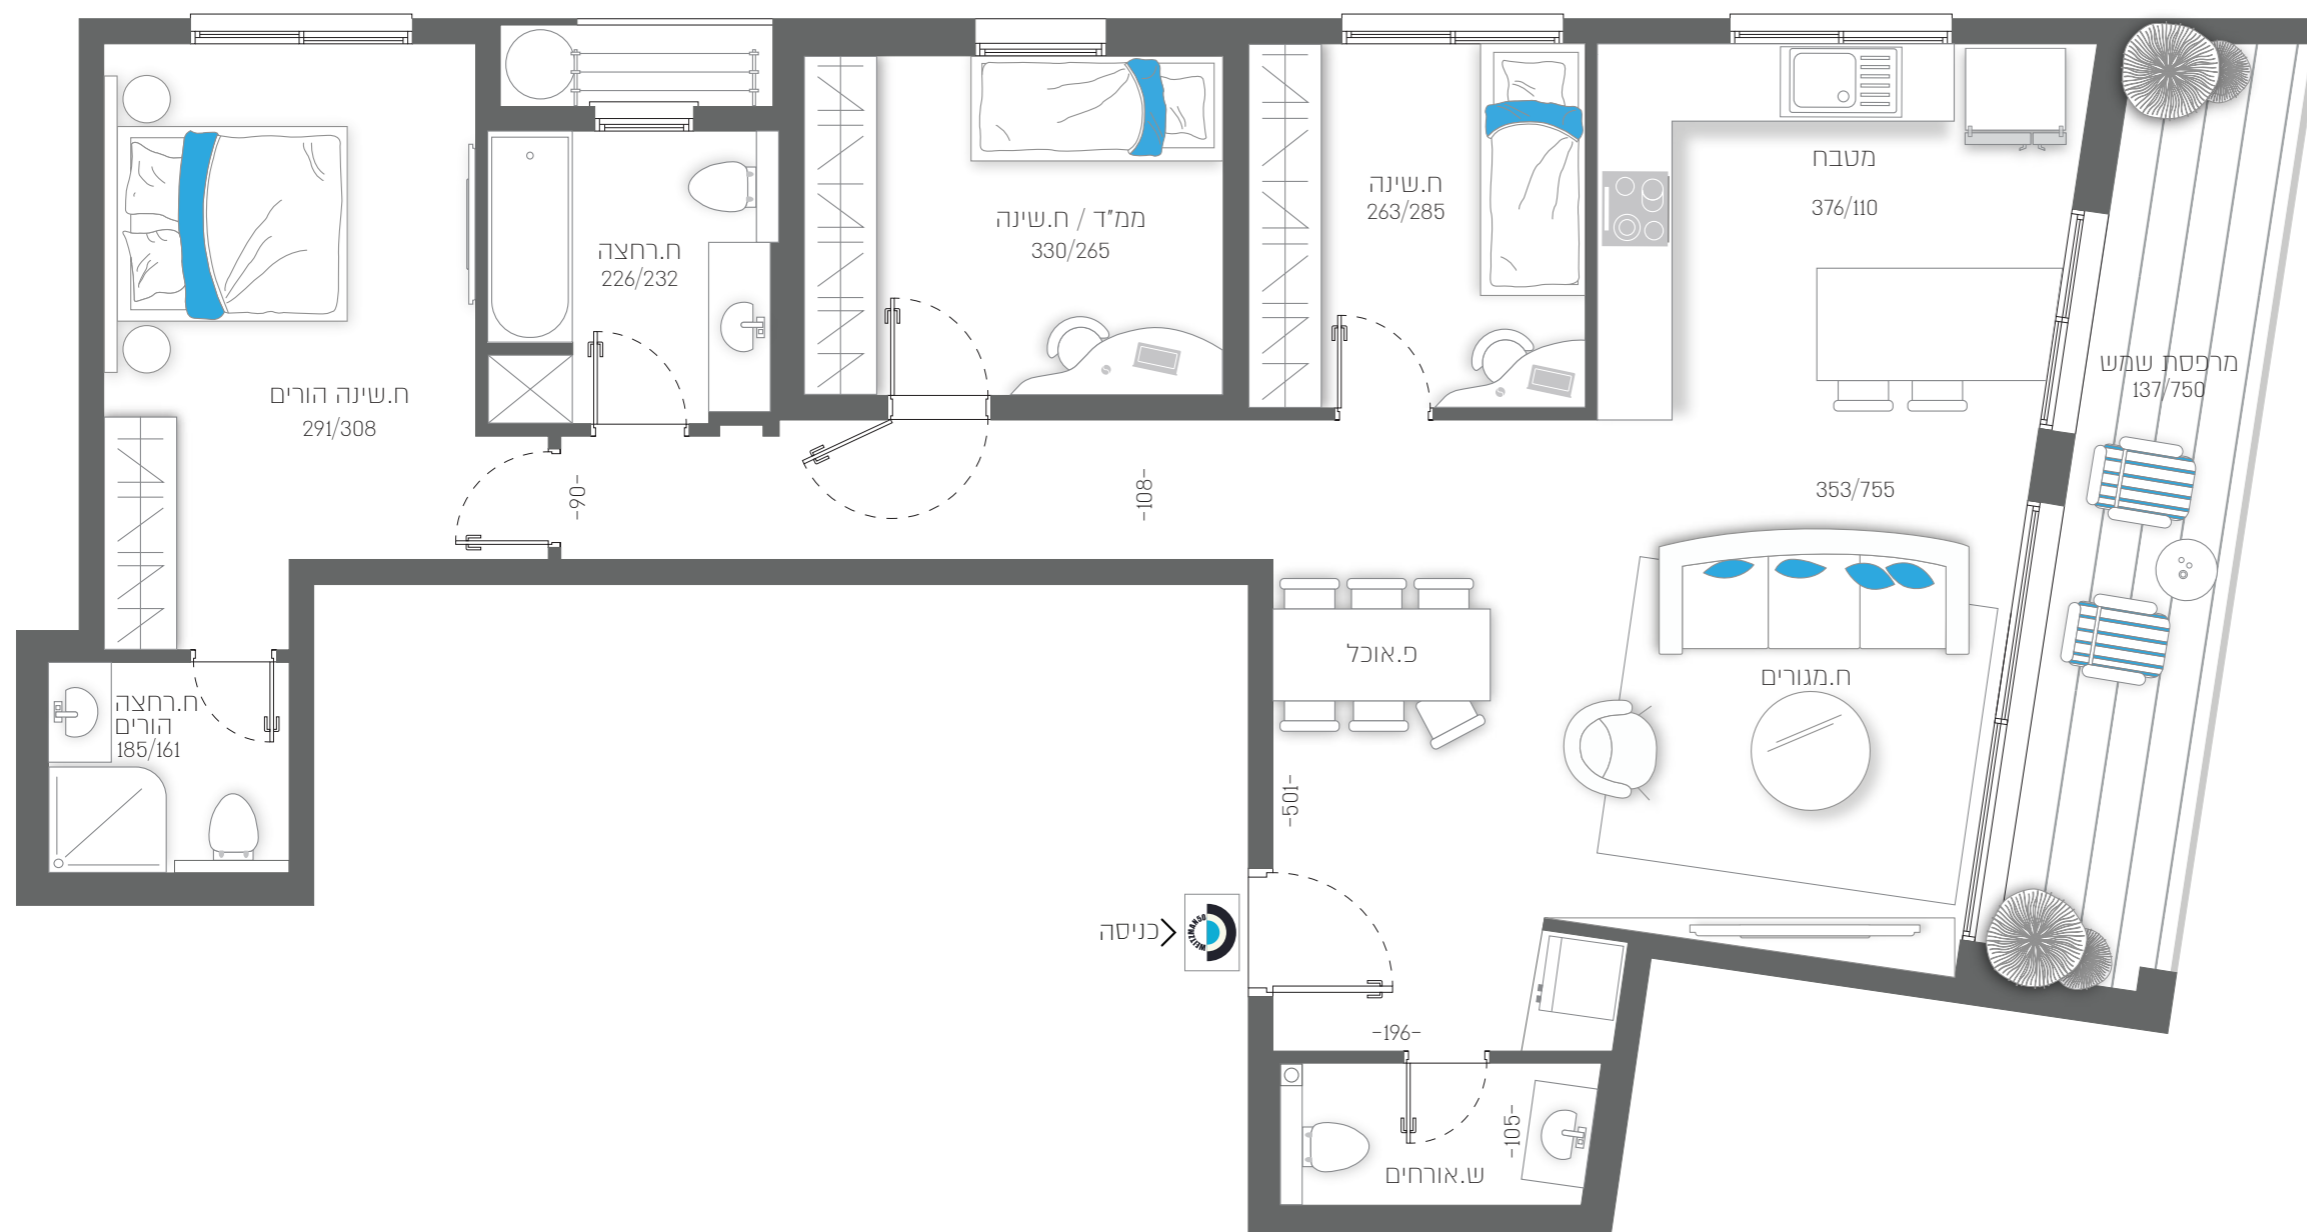 מטבח
376/110
ח.שינה
263/285
ממ"ד / ח.שינה
330/265
ח.רחצה
226/232
ח.שינה הורים
291/308
מרפסת שמש
137/750
-90-
-108-
353/755
פ.אוכל
ח.מגורים
ח.רחצה
הורים
185/161
-501-
כניסה
WEITZMAN50
-196-
-105-
ש.אורחים